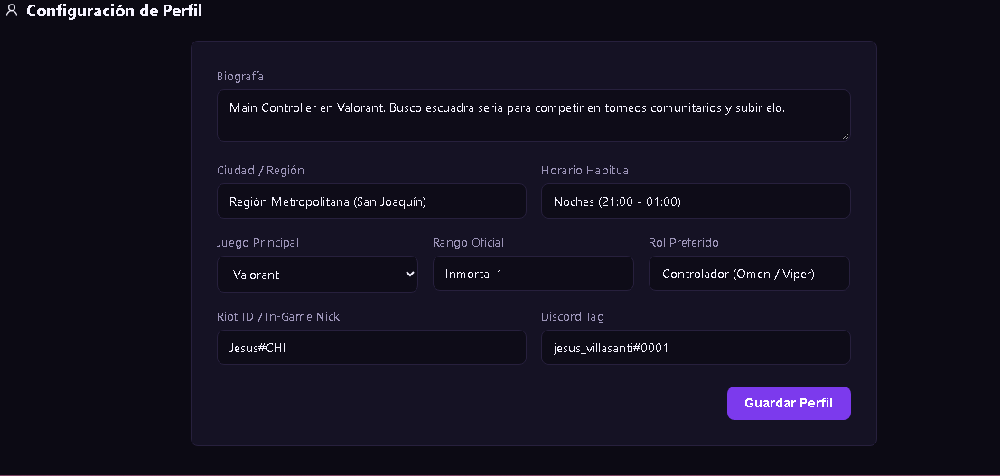 Configuración de Perfil
Biografía
Main Controller en Valorant. Busco escuadra seria para competir en torneos comunitarios y subir elo.
Ciudad / Región
Horario Habitual
Región Metropolitana (San Joaquín)
Noches (21:00 - 01:00)
Juego Principal
Rango Oficial
Rol Preferido
Valorant
Inmortal 1
Controlador (Omen / Viper)
Riot ID / In-Game Nick
Discord Tag
Jesus#CHI
jesus_villasanti#0001
Guardar Perfil